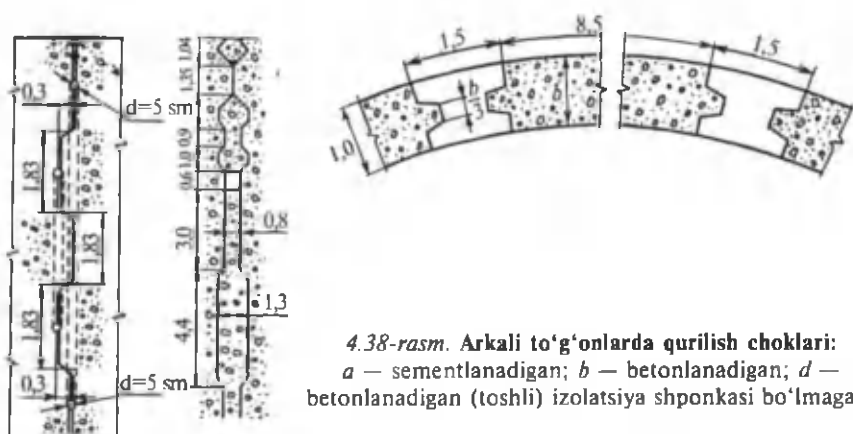 0,3
d=5 sm
1,83
1,83
1,83
0,3
d=5 sm
1,04
1,35
0,9
1,0
0,6
3,0
4,4
0,8
1,3
1,5
8,5
1,5
b
3
b
1,0
4.38-rasm. Arkali to‘g‘onlarda qurilish choklari:
a — sementlanadigan; b — betonlanadigan; d —
betonlanadigan (toshli) izolatsiya shponkasi bo‘lmaga